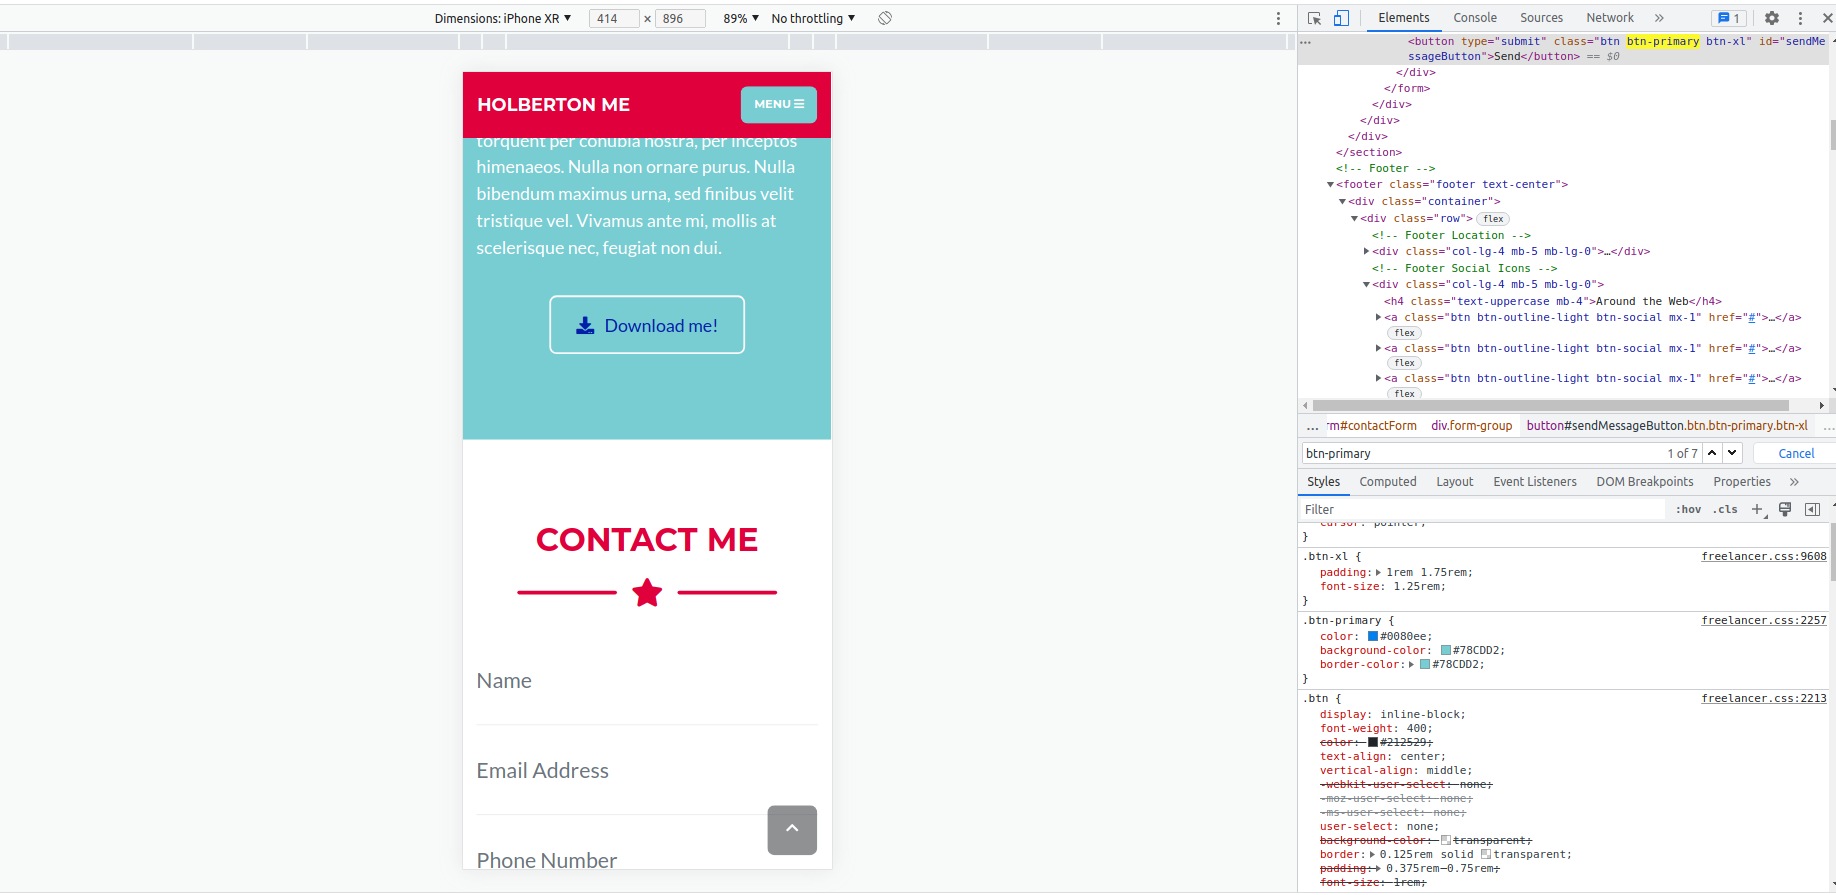 Dimensions: iPhone XR ▼ 414 × 896 89% ▼ No throttling ▼
HOLBERTON ME
MENU
torquent per conubia nostra, per inceptos
himenaeos. Nulla non ornare purus. Nulla
bibendum maximus urna, sed finibus velit
tristique vel. Vivamus ante mi, mollis at
scelerisque nec, feugiat non dui.
Download me!
CONTACT ME
Name
Email Address
Phone Number
Elements Console Sources Network » 1
… <button type="submit" class="btn btn-primary btn-xl" id="sendMe
ssageButton">Send</button> == $0
</div>
</form>
</div>
</div>
</div>
</section>
<!-- Footer -->
▼<footer class="footer text-center">
▼<div class="container">
▼<div class="row"> flex
<!-- Footer Location -->
▶<div class="col-lg-4 mb-5 mb-lg-0">…</div>
<!-- Footer Social Icons -->
▼<div class="col-lg-4 mb-5 mb-lg-0">
<h4 class="text-uppercase mb-4">Around the Web</h4>
▶<a class="btn btn-outline-light btn-social mx-1" href="#">…</a>
flex
▶<a class="btn btn-outline-light btn-social mx-1" href="#">…</a>
flex
▶<a class="btn btn-outline-light btn-social mx-1" href="#">…</a>
flex
… rm#contactForm div.form-group button#sendMessageButton.btn.btn-primary.btn-xl …
btn-primary 1 of 7 Cancel
Styles Computed Layout Event Listeners DOM Breakpoints Properties »
Filter :hov .cls +
cursor: pointer;
}
.btn-xl { freelancer.css:9608
padding:▶ 1rem 1.75rem;
font-size: 1.25rem;
}
.btn-primary { freelancer.css:2257
color: #0080ee;
background-color: #78CDD2;
border-color:▶ #78CDD2;
}
.btn { freelancer.css:2213
display: inline-block;
font-weight: 400;
color: #212529;
text-align: center;
vertical-align: middle;
-webkit-user-select: none;
-moz-user-select: none;
-ms-user-select: none;
user-select: none;
background-color: transparent;
border:▶ 0.125rem solid transparent;
padding:▶ 0.375rem 0.75rem;
font-size: 1rem;